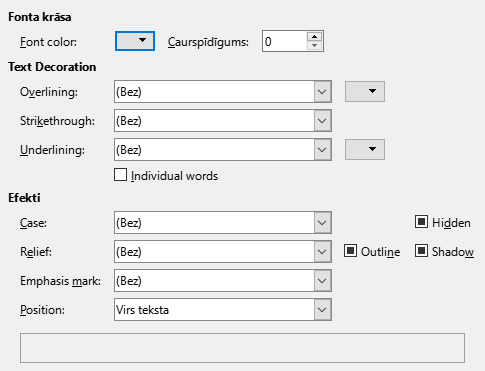 Fonta krāsa
Font color: Caurspīdīgums: 0
Text Decoration
Overlining: (Bez)
Strikethrough: (Bez)
Underlining: (Bez)
Individual words
Efekti
Case: (Bez) Hidden
Relief: (Bez) Outline Shadow
Emphasis mark: (Bez)
Position: Virs teksta